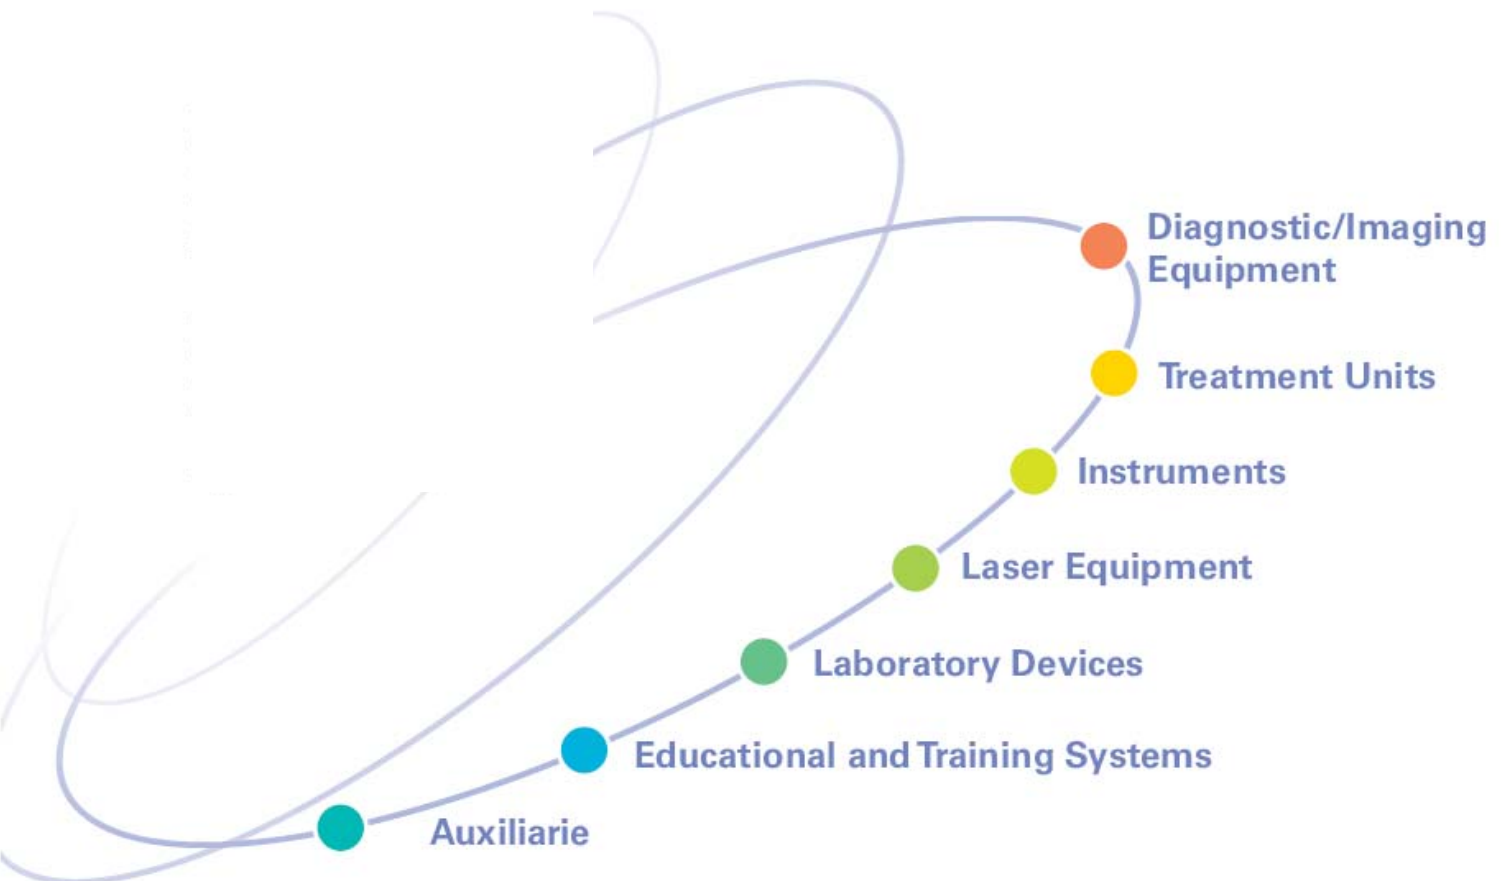 Diagnostic/Imaging
Equipment
Treatment Units
Instruments
Laser Equipment
Laboratory Devices
Educational and Training Systems
Auxiliarie